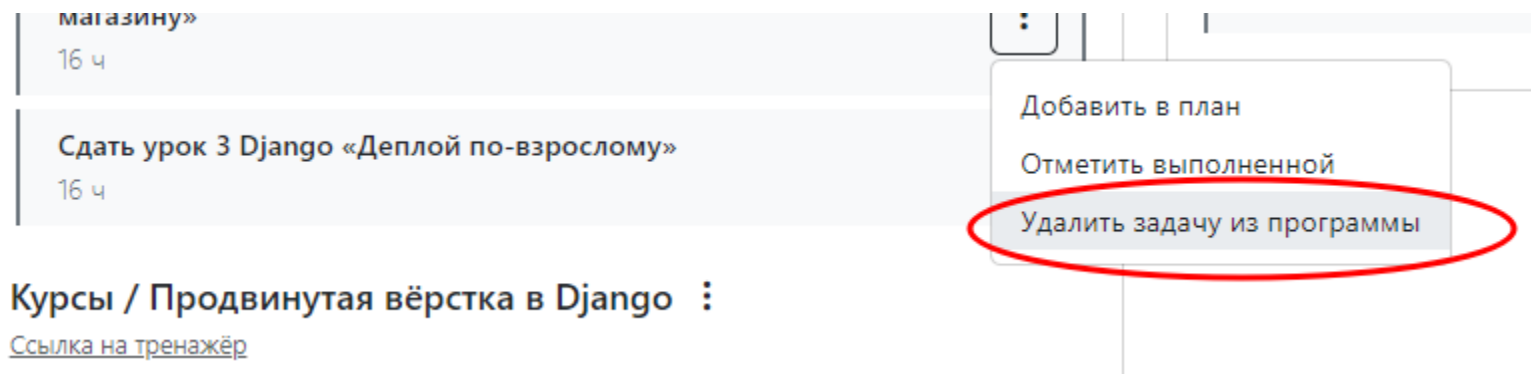 магазину»
16 ч
Сдать урок 3 Django «Деплой по-взрослому»
16 ч
Добавить в план
Отметить выполненной
Удалить задачу из программы
Курсы / Продвинутая вёрстка в Django
Ссылка на тренажёр